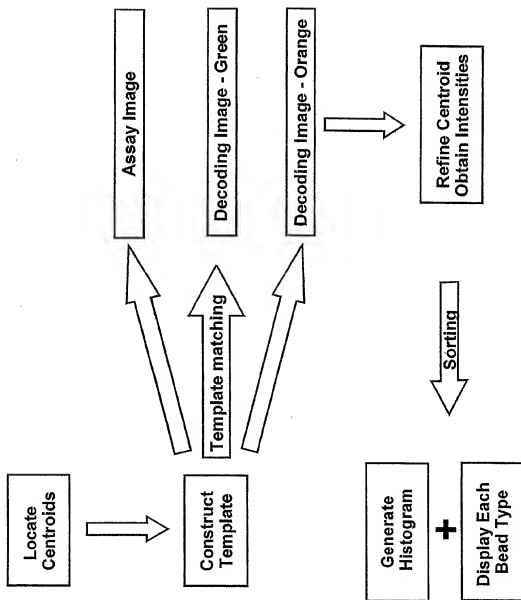 Locate
Centroids
Construct
Template
Template matching
Assay Image
Decoding Image - Green
Decoding Image - Orange
Refine Centroid
Obtain Intensities
Sorting
Generate
Histogram
+
Display Each
Bead Type